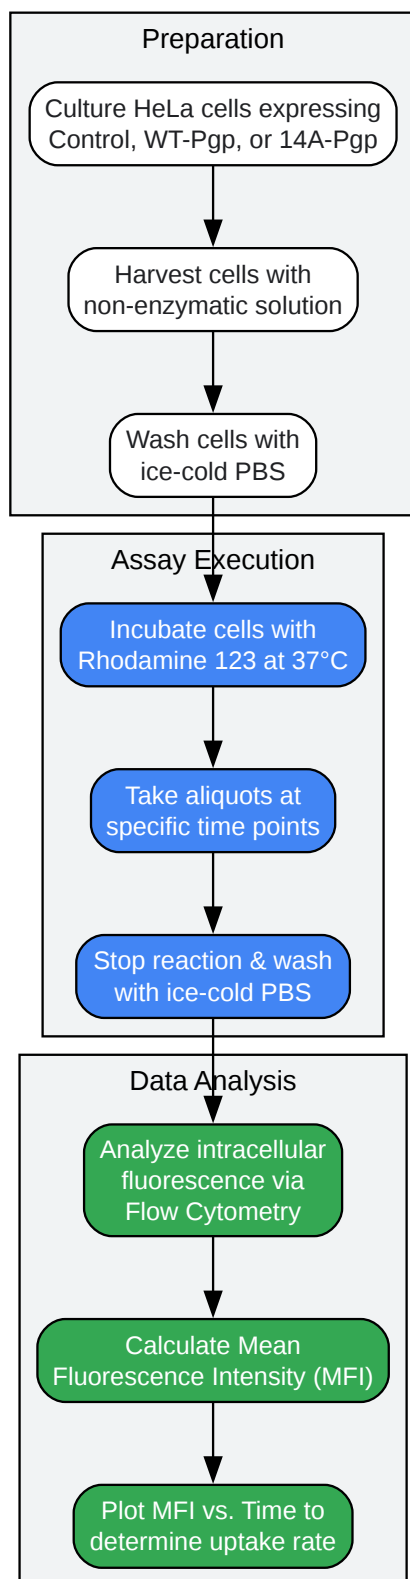 Preparation
Culture HeLa cells expressing
Control, WT-Pgp, or 14A-Pgp
Harvest cells with
non-enzymatic solution
Wash cells with
ice-cold PBS
Assay Execution
Incubate cells with
Rhodamine 123 at 37°C
Take aliquots at
specific time points
Stop reaction & wash
with ice-cold PBS
Data Analysis
Analyze intracellular
fluorescence via
Flow Cytometry
Calculate Mean
Fluorescence Intensity (MFI)
Plot MFI vs. Time to
determine uptake rate